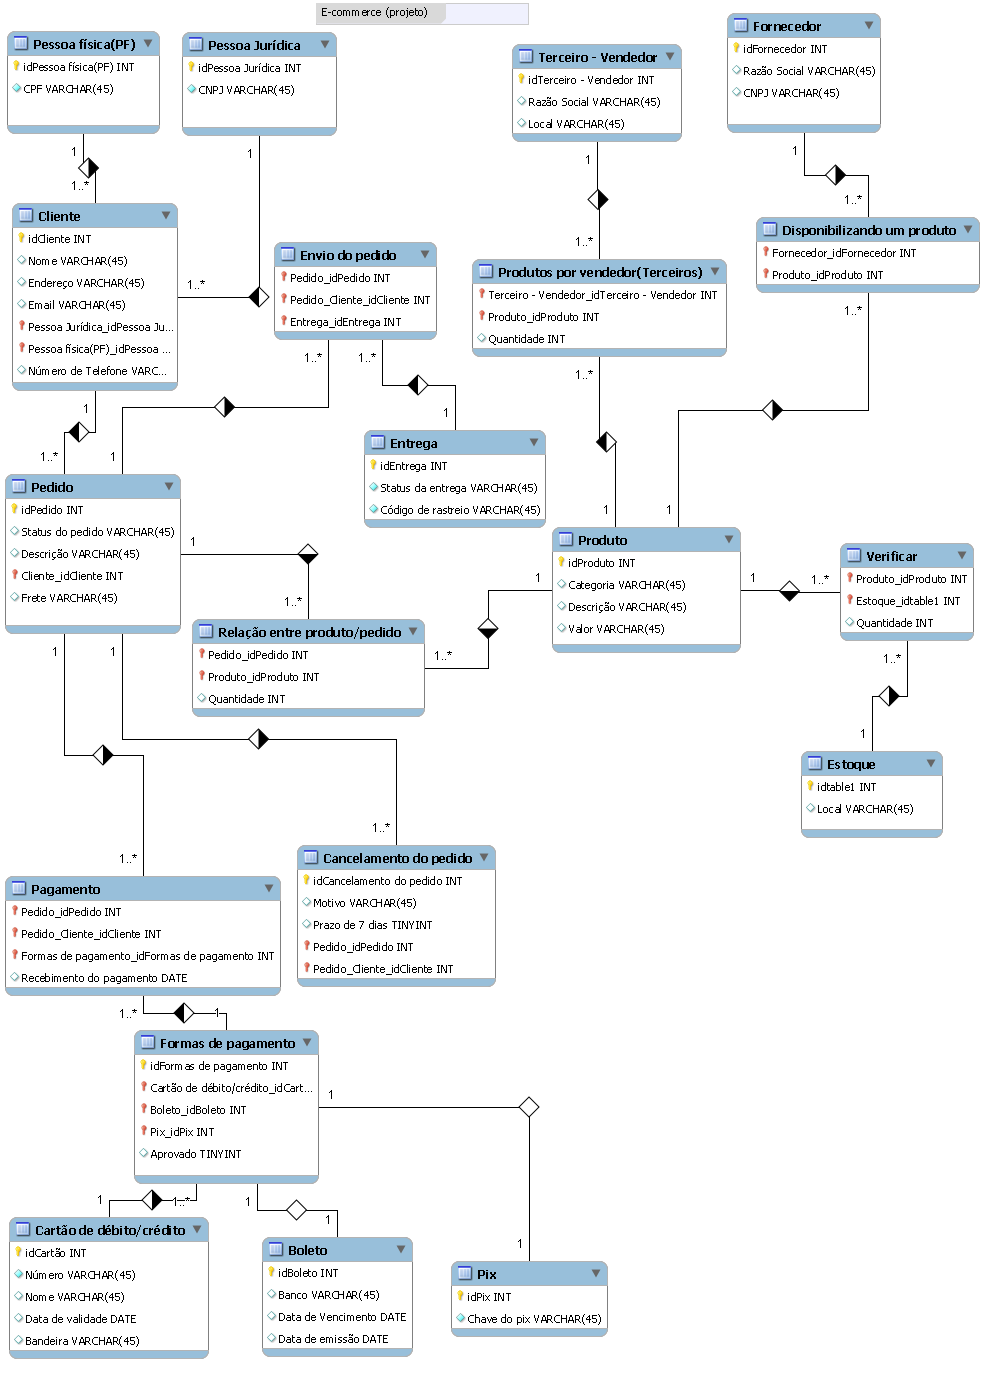 E-commerce (projeto)
Pessoa física(PF)
idPessoa física(PF) INT
CPF VARCHAR(45)
Pessoa Jurídica
idPessoa Jurídica INT
CNPJ VARCHAR(45)
Terceiro - Vendedor
idTerceiro - Vendedor INT
Razão Social VARCHAR(45)
Local VARCHAR(45)
Fornecedor
idFornecedor INT
Razão Social VARCHAR(45)
CNPJ VARCHAR(45)
1
1..*
1
1..*
1
1..*
1
1..*
Cliente
idCliente INT
Nome VARCHAR(45)
Endereço VARCHAR(45)
Email VARCHAR(45)
Pessoa Jurídica_idPessoa Ju...
Pessoa física(PF)_idPessoa ...
Número de Telefone VARC...
Envio do pedido
Pedido_idPedido INT
Pedido_Cliente_idCliente INT
Entrega_idEntrega INT
Produtos por vendedor(Terceiros)
Terceiro - Vendedor_idTerceiro - Vendedor INT
Produto_idProduto INT
Quantidade INT
Disponibilizando um produto
Fornecedor_idFornecedor INT
Produto_idProduto INT
1
1..*
1..*
1
1..*
1
1..*
1
1..*
1
Entrega
idEntrega INT
Status da entrega VARCHAR(45)
Código de rastreio VARCHAR(45)
Pedido
idPedido INT
Status do pedido VARCHAR(45)
Descrição VARCHAR(45)
Cliente_idCliente INT
Frete VARCHAR(45)
Produto
idProduto INT
Categoria VARCHAR(45)
Descrição VARCHAR(45)
Valor VARCHAR(45)
Verificar
Produto_idProduto INT
Estoque_idtable1 INT
Quantidade INT
1
1..*
1
1..*
1
1..*
1..*
1
Relação entre produto/pedido
Pedido_idPedido INT
Produto_idProduto INT
Quantidade INT
Estoque
idtable1 INT
Local VARCHAR(45)
1
1..*
1
1..*
Cancelamento do pedido
idCancelamento do pedido INT
Motivo VARCHAR(45)
Prazo de 7 dias TINYINT
Pedido_idPedido INT
Pedido_Cliente_idCliente INT
Pagamento
Pedido_idPedido INT
Pedido_Cliente_idCliente INT
Formas de pagamento_idFormas de pagamento INT
Recebimento do pagamento DATE
1..*
1
Formas de pagamento
idFormas de pagamento INT
Cartão de débito/crédito_idCart...
Boleto_idBoleto INT
Pix_idPix INT
Aprovado TINYINT
1
1
1
1..*
1
1
Cartão de débito/crédito
idCartão INT
Número VARCHAR(45)
Nome VARCHAR(45)
Data de validade DATE
Bandeira VARCHAR(45)
Boleto
idBoleto INT
Banco VARCHAR(45)
Data de Vencimento DATE
Data de emissão DATE
Pix
idPix INT
Chave do pix VARCHAR(45)